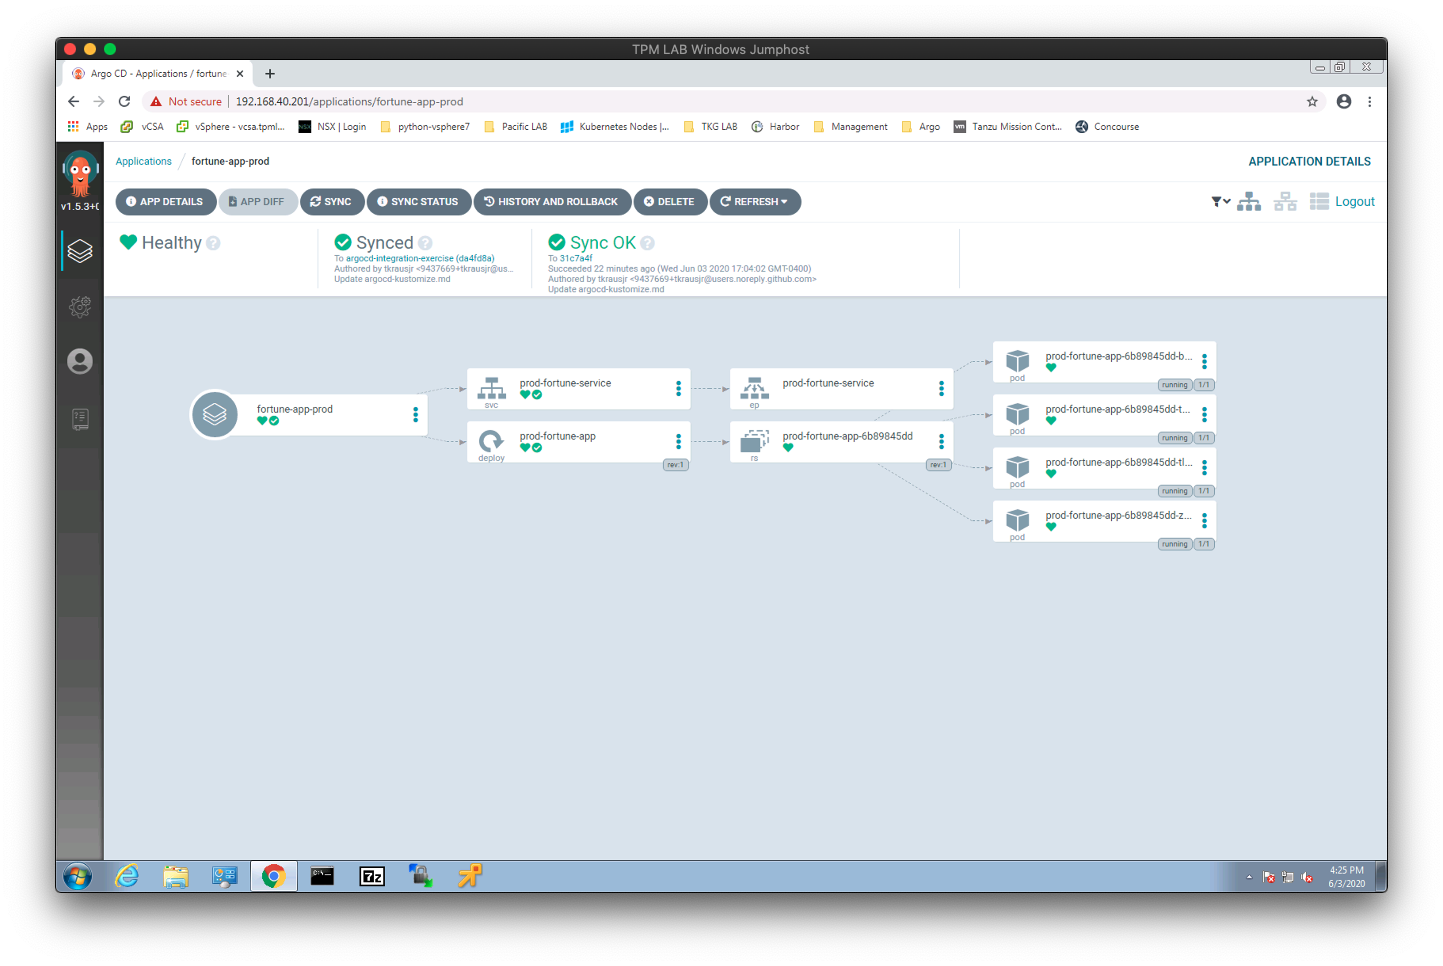 TPM LAB Windows Jumphost
Argo CD - Applications / fortune
Not secure 192.168.40.201/applications/fortune-app-prod
Apps vCSA vSphere - vcsa.tpml... NSX | Login python-vsphere7 Pacific LAB Kubernetes Nodes |... TKG LAB Harbor Management Argo Tanzu Mission Cont... Concourse
Applications / fortune-app-prod APPLICATION DETAILS
v1.5.3+
APP DETAILS APP DIFF SYNC SYNC STATUS HISTORY AND ROLLBACK DELETE REFRESH Logout
Healthy
Synced
To argocd-integration-exercise (da4fd8a)
Authored by tkrausjr <9437669+tkrausjr@us...
Update argocd-kustomize.md
Sync OK
To 31c7a4f
Succeeded 22 minutes ago (Wed Jun 03 2020 17:04:02 GMT-0400)
Authored by tkrausjr <9437669+tkrausjr@users.noreply.github.com>
Update argocd-kustomize.md
fortune-app-prod
prod-fortune-service
svc
prod-fortune-app
deploy
rev:1
prod-fortune-service
ep
prod-fortune-app-6b89845dd
rs
rev:1
prod-fortune-app-6b89845dd-b...
pod
running 1/1
prod-fortune-app-6b89845dd-t...
pod
running 1/1
prod-fortune-app-6b89845dd-tl...
pod
running 1/1
prod-fortune-app-6b89845dd-z...
pod
running 1/1
4:25 PM
6/3/2020